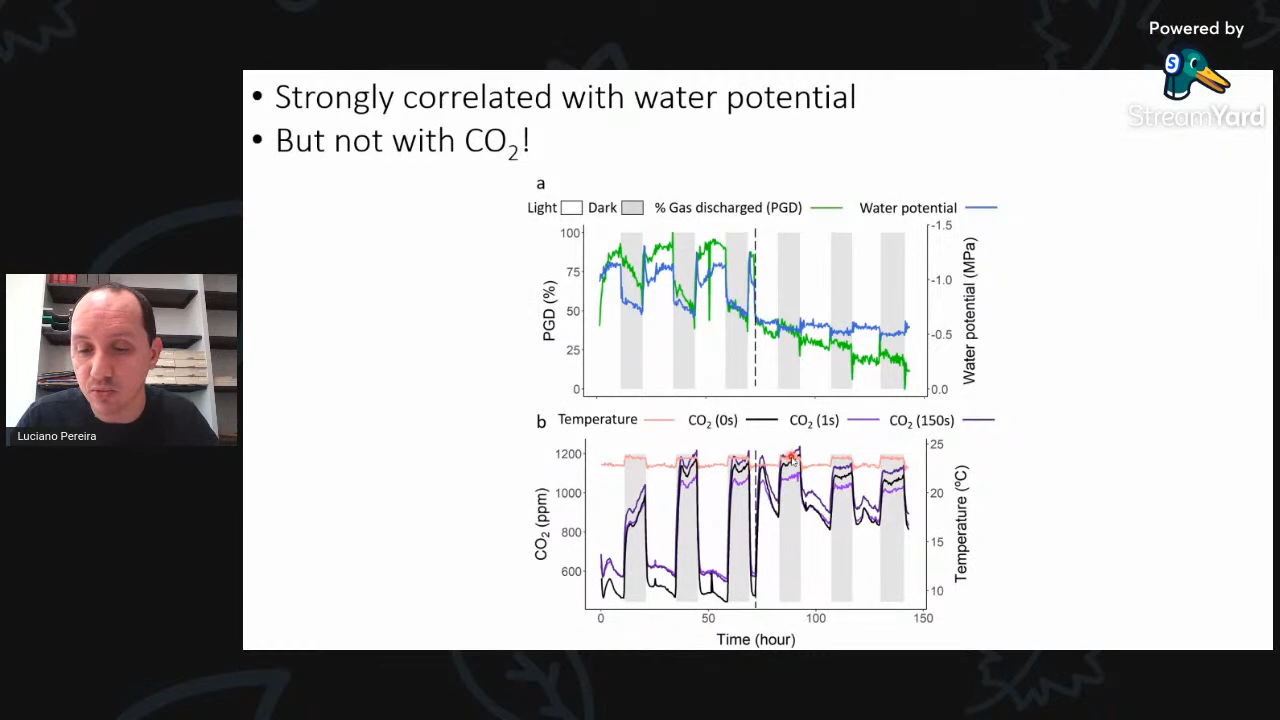 Powered by
StreamYard
• Strongly correlated with water potential
• But not with CO₂!
a
Light Dark % Gas discharged (PGD) Water potential
100
75
50
25
0
PGD (%)
-1.5
-1.0
-0.5
0.0
Water potential (MPa)
b
Temperature CO₂ (0s) CO₂ (1s) CO₂ (150s)
1200
1000
800
600
CO₂ (ppm)
25
20
15
10
Temperature (°C)
0 50 100 150
Time (hour)
Luciano Pereira